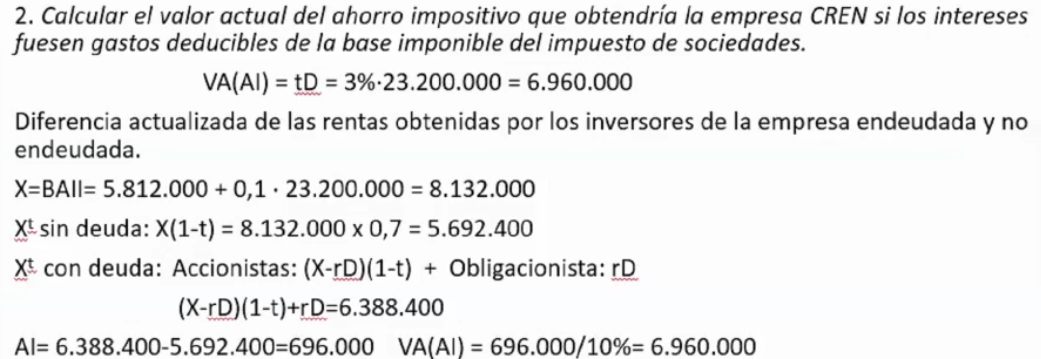 2. Calcular el valor actual del ahorro impositivo que obtendría la empresa CREN si los intereses
fuesen gastos deducibles de la base imponible del impuesto de sociedades.
VA(AI) = tD = 3%·23.200.000 = 6.960.000
Diferencia actualizada de las rentas obtenidas por los inversores de la empresa endeudada y no
endeudada.
X=BAII= 5.812.000 + 0,1 · 23.200.000 = 8.132.000
Xᵗ sin deuda: X(1-t) = 8.132.000 x 0,7 = 5.692.400
Xᵗ con deuda: Accionistas: (X-rD)(1-t) + Obligacionista: rD
(X-rD)(1-t)+rD=6.388.400
AI= 6.388.400-5.692.400=696.000 VA(AI) = 696.000/10%= 6.960.000